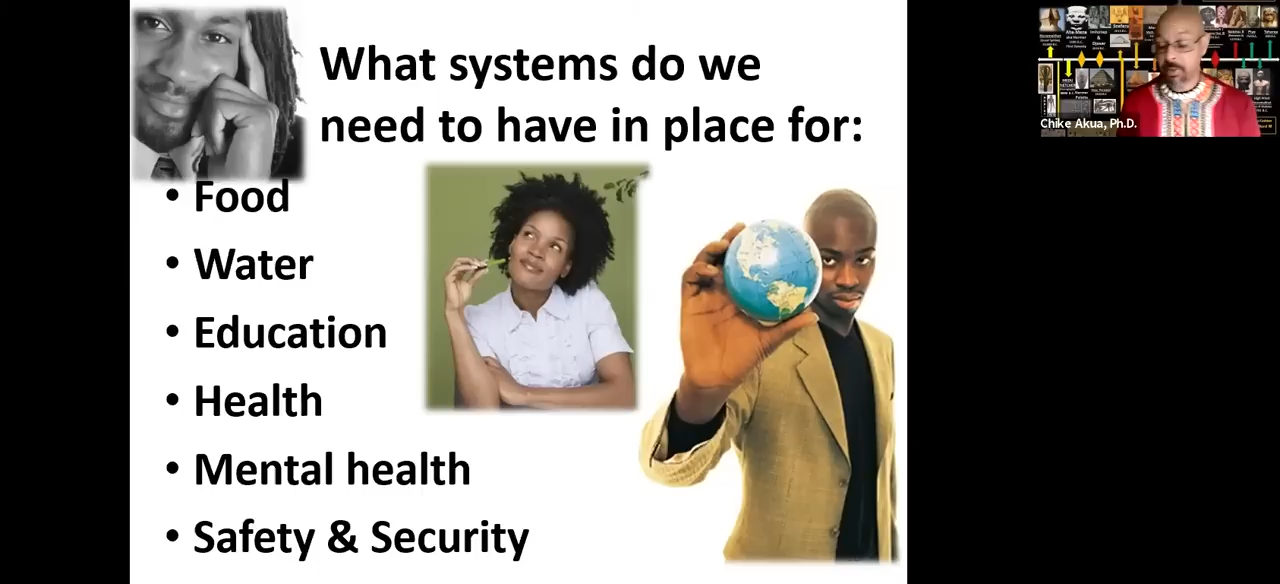 What systems do we
need to have in place for:
• Food
• Water
• Education
• Health
• Mental health
• Safety & Security
Chike Akua, Ph.D.